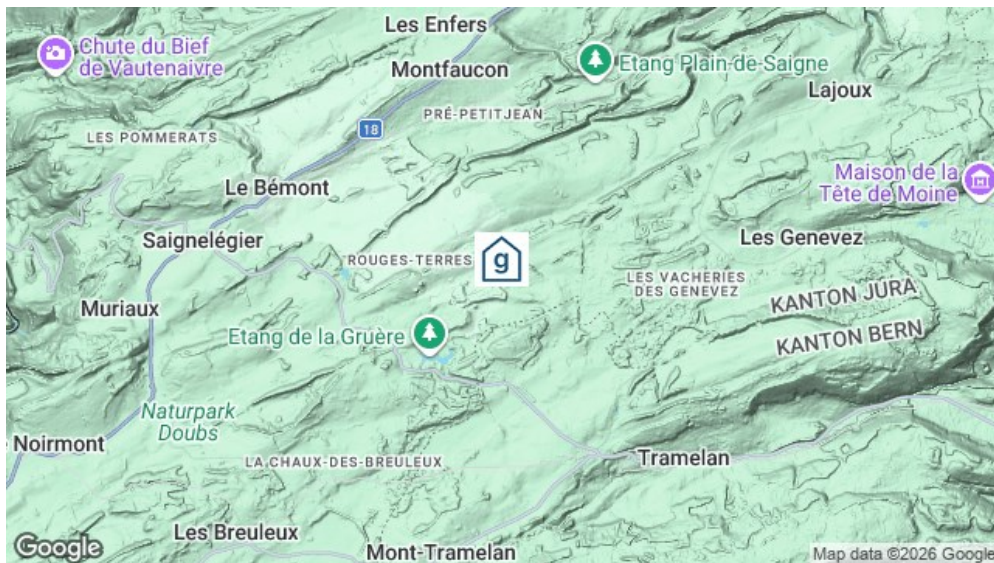 Les Enfers
Chute du Bief
de Vautenaivre
Etang Plain-de-Saigne
Montfaucon
Lajoux
PRÉ-PETITJEAN
18
LES POMMERATS
Maison de la
Tête de Moine
Le Bémont
Saignelégier
Les Genevez
ROUGES-TERRES
g
LES VACHERIES
DES GENEVEZ
KANTON JURA
Muriaux
Etang de la Gruère
KANTON BERN
Naturpark
Doubs
Noirmont
LA CHAUX-DES-BREULEUX
Tramelan
Les Breuleux
Mont-Tramelan
Google
Map data ©2026 Google